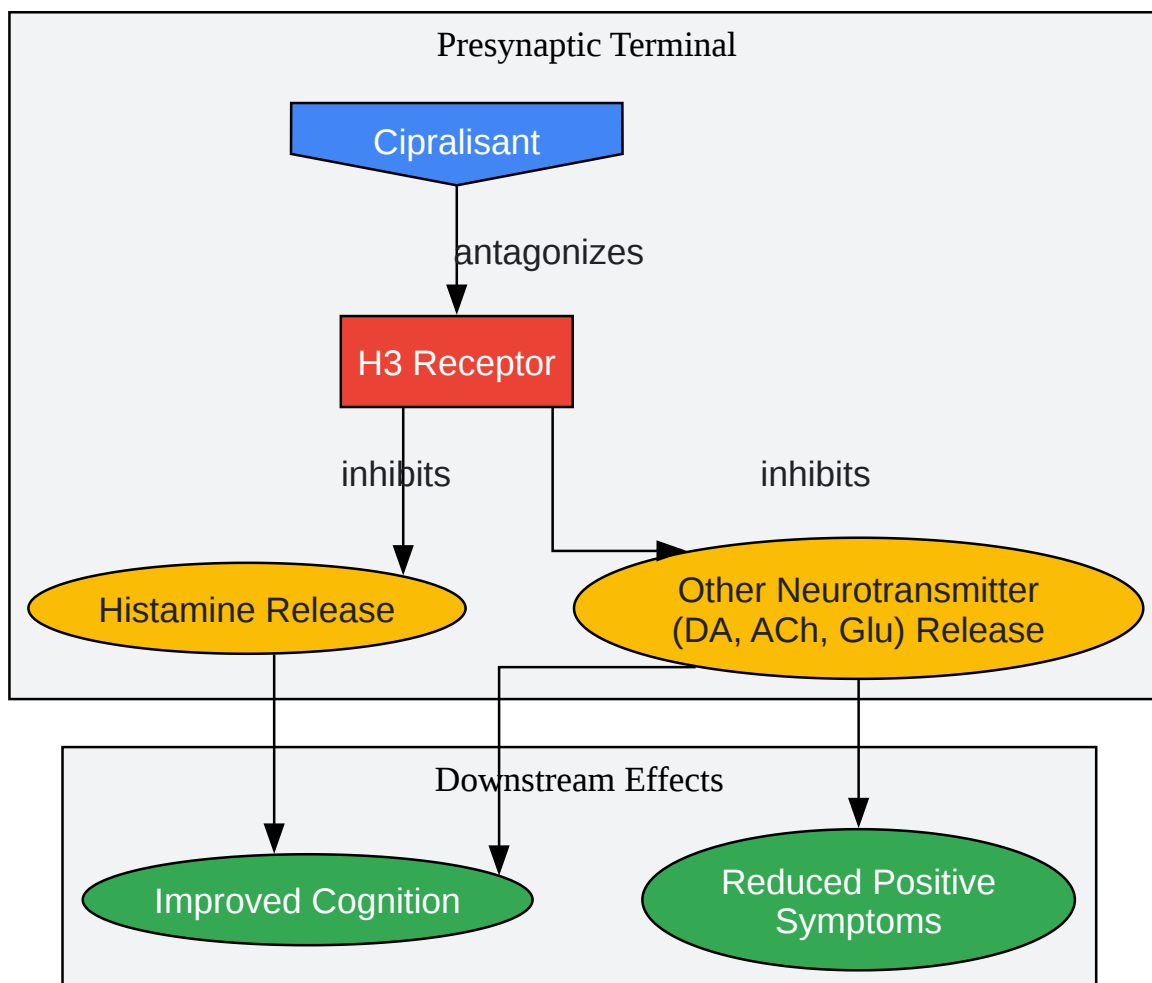 Presynaptic Terminal
Cipralisant
antagonizes
H3 Receptor
inhibits
inhibits
Histamine Release
Other Neurotransmitter
(DA, ACh, Glu) Release
Downstream Effects
Improved Cognition
Reduced Positive
Symptoms